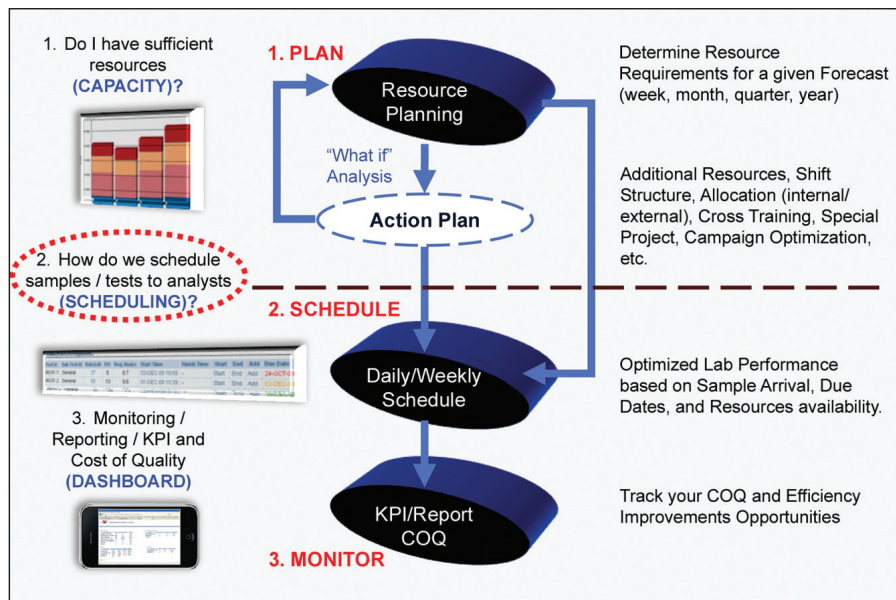 1. Do I have sufficient
resources
(CAPACITY)?
1. PLAN
Resource
Planning
Determine Resource
Requirements for a given Forecast
(week, month, quarter, year)
"What if"
Analysis
Action Plan
Additional Resources, Shift
Structure, Allocation (internal/
external), Cross Training, Special
Project, Campaign Optimization,
etc.
2. How do we schedule
samples / tests to analysts
(SCHEDULING)?
2. SCHEDULE
Daily/Weekly
Schedule
Optimized Lab Performance
based on Sample Arrival, Due
Dates, and Resources availability.
3. Monitoring /
Reporting / KPI and
Cost of Quality
(DASHBOARD)
KPI/Report
COQ
Track your COQ and Efficiency
Improvements Opportunities
3. MONITOR